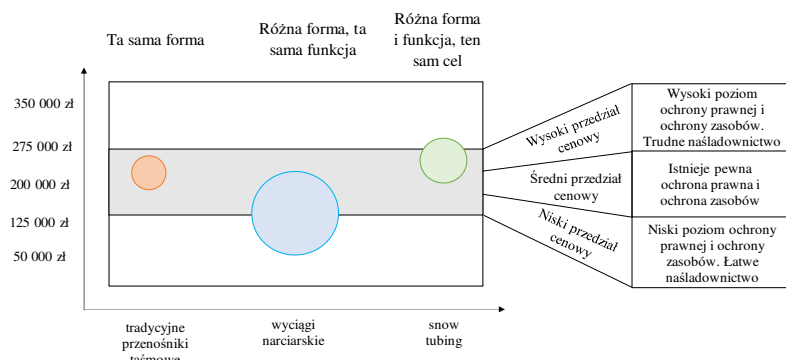 Ta sama forma
Różna forma, ta
sama funkcja
Różna forma
i funkcja, ten
sam cel
350 000 zł
275 000 zł
200 000 zł
125 000 zł
50 000 zł
Wysoki przedział
cenowy
Średni przedział
cenowy
Niski przedział
cenowy
Wysoki poziom
ochrony prawnej i
ochrony zasobów.
Trudne naśladownictwo
Istnieje pewna
ochrona prawna i
ochrona zasobów
Niski poziom ochrony
prawnej i ochrony
zasobów. Łatwe
naśladownictwo
tradycyjne
przenośniki
taśmowe
wyciągi
narciarskie
snow
tubing